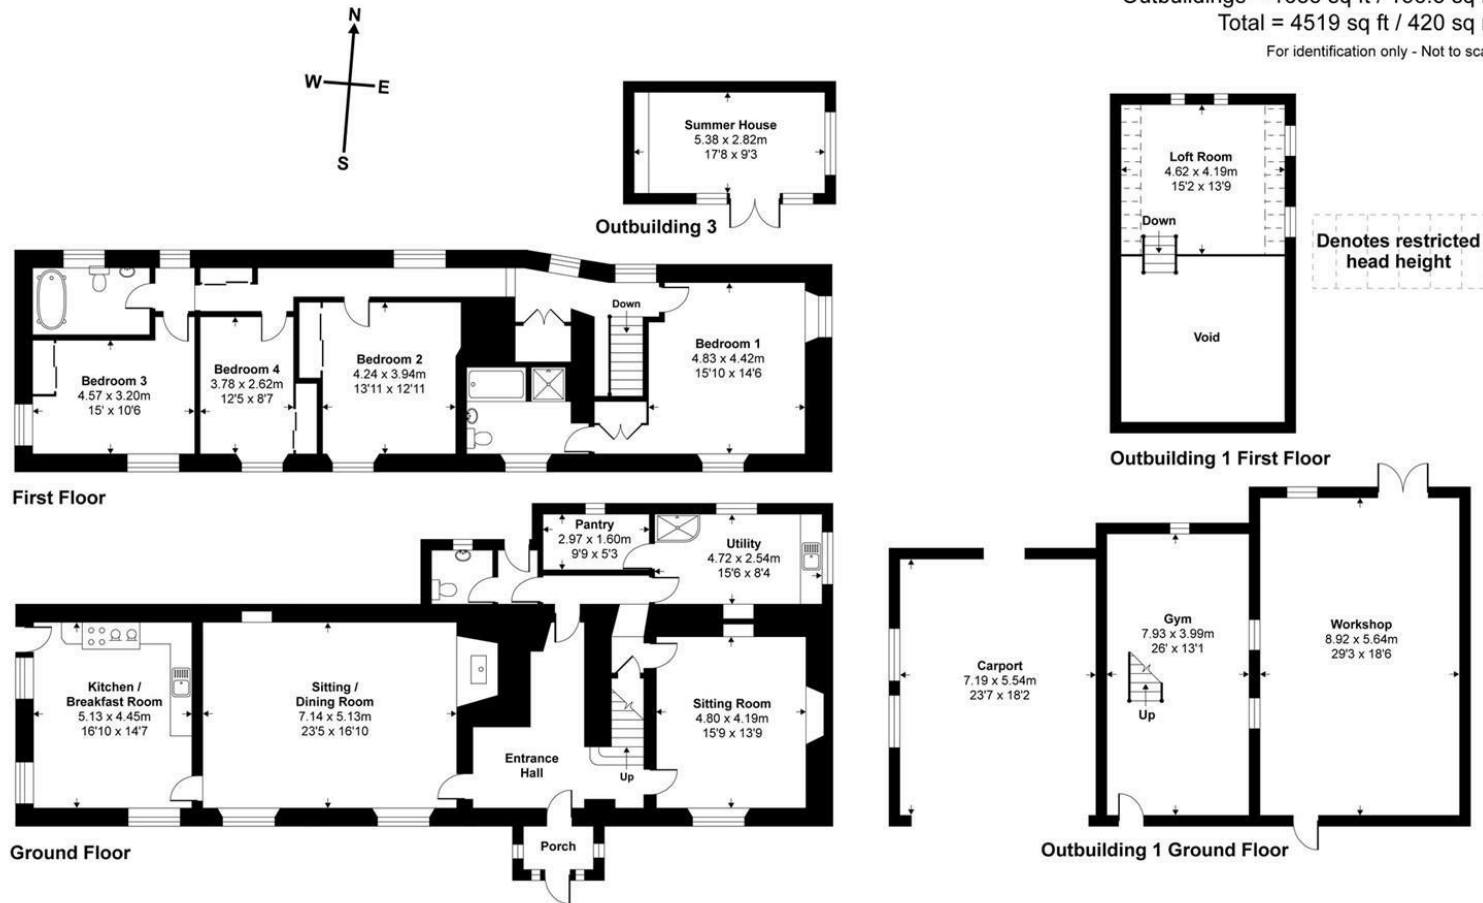 Total = 4519 sq ft / 420 sq
For identification only - Not to
N
W
E
S
Summer House
5.38 x 2.82m
17'8 x 9'3
Outbuilding 3
Loft Room
4.62 x 4.19m
15'2 x 13'9
Down
Void
Denotes restricted
head height
Outbuilding 1 First Floor
Down
Bedroom 1
4.83 x 4.42m
15'10 x 14'6
Bedroom 2
4.24 x 3.94m
13'11 x 12'11
Bedroom 4
3.78 x 2.62m
12'5 x 8'7
Bedroom 3
4.57 x 3.20m
15' x 10'6
First Floor
Pantry
2.97 x 1.60m
9'9 x 5'3
Utility
4.72 x 2.54m
15'6 x 8'4
Kitchen /
Breakfast Room
5.13 x 4.45m
16'10 x 14'7
Sitting /
Dining Room
7.14 x 5.13m
23'5 x 16'10
Entrance
Hall
Up
Sitting Room
4.80 x 4.19m
15'9 x 13'9
Porch
Ground Floor
Carport
7.19 x 5.54m
23'7 x 18'2
Gym
7.93 x 3.99m
26' x 13'1
Up
Workshop
8.92 x 5.64m
29'3 x 18'6
Outbuilding 1 Ground Floor